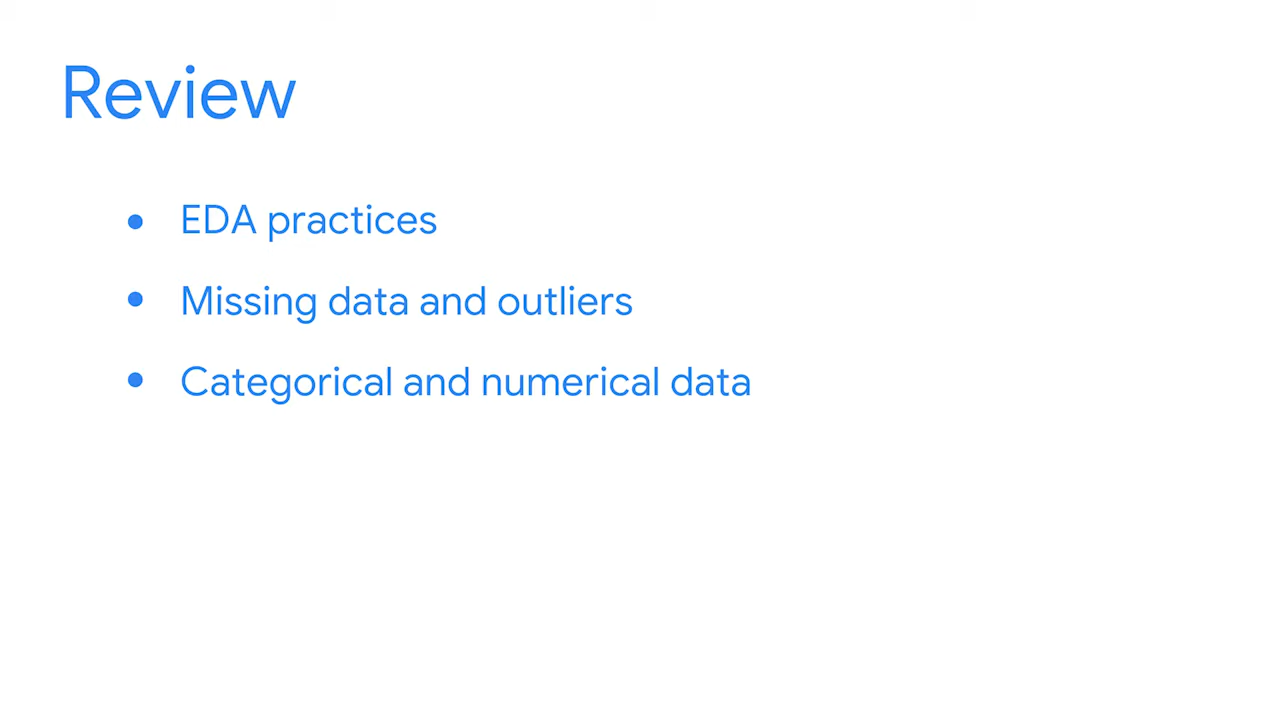 Review
• EDA practices
• Missing data and outliers
• Categorical and numerical data